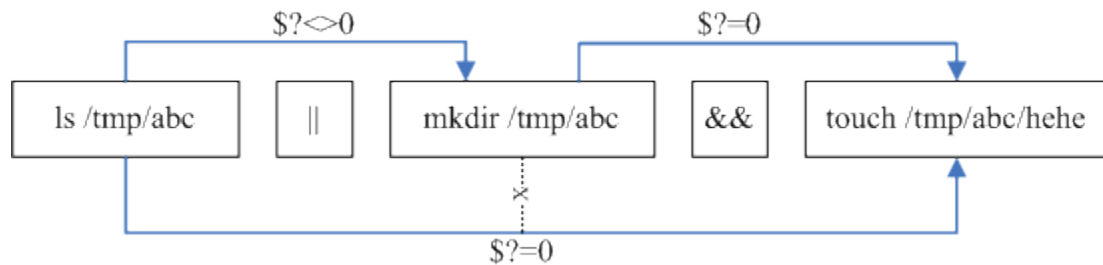 $?<>0
$?=0
ls /tmp/abc
||
mkdir /tmp/abc
&&
touch /tmp/abc/hehe
x
$?=0